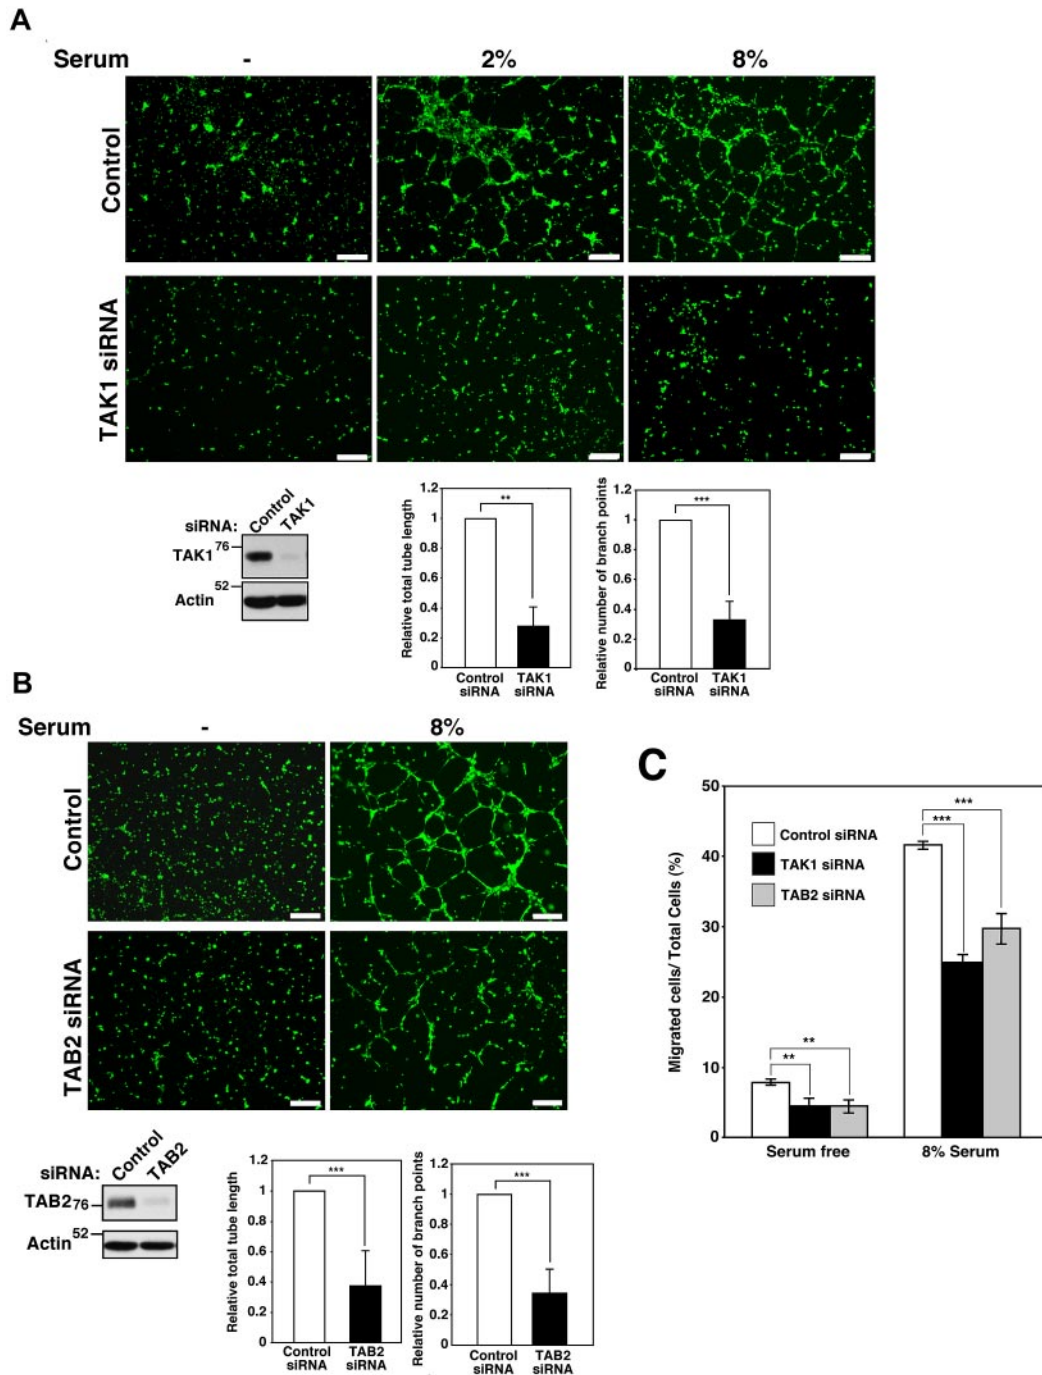 A
Serum - 2% 8%
Control
TAK1 siRNA
siRNA: Control TAK1
TAK1 76
52
Actin
Relative total tube length
1.2
1
0.8
0.6
0.4
0.2
0
**
Control siRNA
TAK1 siRNA
Relative number of branch points
1.2
1
0.8
0.6
0.4
0.2
0
***
Control siRNA
TAK1 siRNA
B
Serum - 8%
Control
TAB2 siRNA
siRNA: Control TAB2
TAB2 76
52
Actin
Relative total tube length
1.2
1
0.8
0.6
0.4
0.2
0
***
Control siRNA
TAB2 siRNA
Relative number of branch points
1.2
1
0.8
0.6
0.4
0.2
0
***
Control siRNA
TAB2 siRNA
C
Migrated cells/ Total Cells (%)
50
40
30
20
10
0
Control siRNA
TAK1 siRNA
TAB2 siRNA
**
**
***
***
Serum free
8% Serum